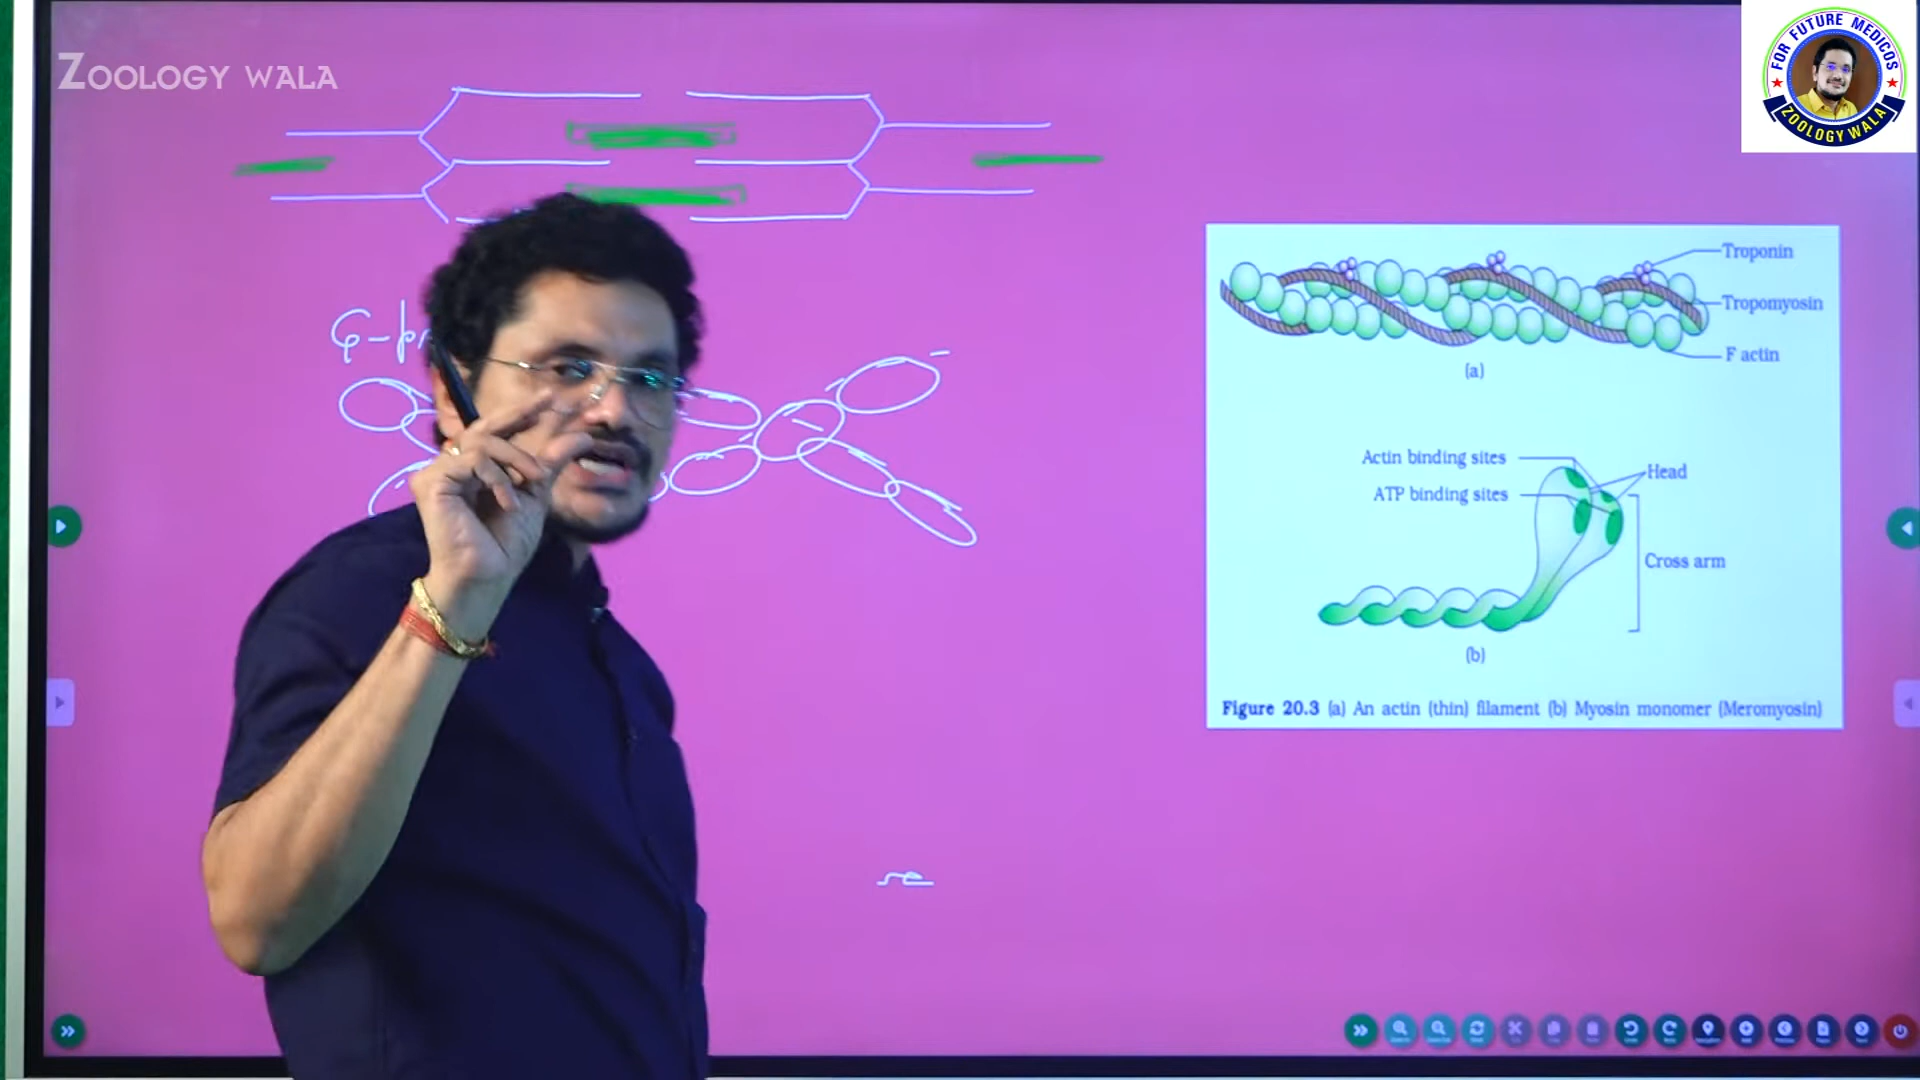 ZOOLOGY WALA
FOR FUTURE MEDICOS
ZOOLOGY WALA
Troponin
Tropomyosin
F actin
(a)
Actin binding sites
Head
ATP binding sites
Cross arm
(b)
Figure 20.3 (a) An actin (thin) filament (b) Myosin monomer (Meromyosin)